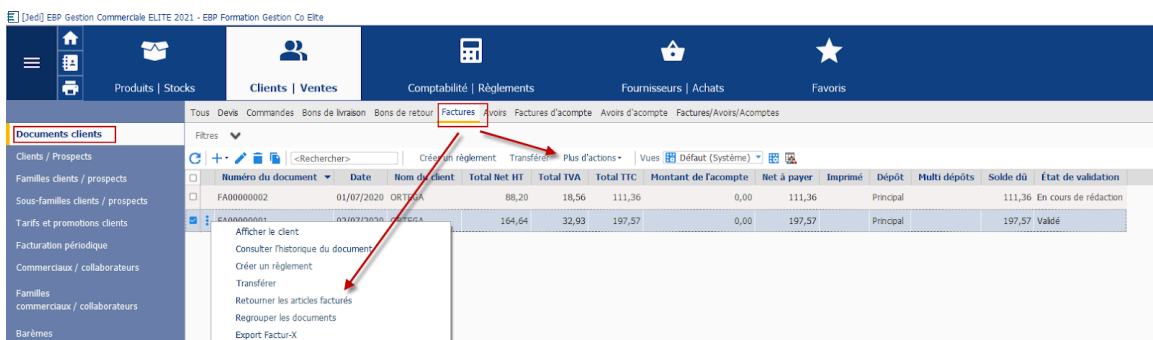 [Jedi] EBP Gestion Commerciale ELITE 2021 - EBP Formation Gestion Co Elite
Produits | Stocks
Clients | Ventes
Comptabilité | Règlements
Fournisseurs | Achats
Favoris
Tous Devis Commandes Bons de livraison Bons de retour Factures Avoirs Factures d'acompte Avoirs d'acompte Factures/Avoirs/Acomptes
Documents clients
Filtres
Clients / Prospects
<Rechercher> Créer un règlement Transférer Plus d'actions Vues Défaut (Système)
Familles clients / prospects
Numéro du document Date Nom du client Total Net HT Total TVA Total TTC Montant de l'acompte Net à payer Imprimé Dépôt Multi dépôts Solde dû État de validation
Sous-familles clients / prospects
FA00000002 01/07/2020 ORTEGA 88,20 18,56 111,36 0,00 111,36 Principal 111,36 En cours de rédaction
Tarifs et promotions clients
FA00000001 02/07/2020 ORTEGA 164,64 32,93 197,57 0,00 197,57 Principal 197,57 Validé
Afficher le client
Facturation périodique
Consulter l'historique du document
Commerciaux / collaborateurs
Créer un règlement
Transférer
Familles
commerciaux / collaborateurs
Retourner les articles facturés
Regrouper les documents
Barèmes
Export Factur-X